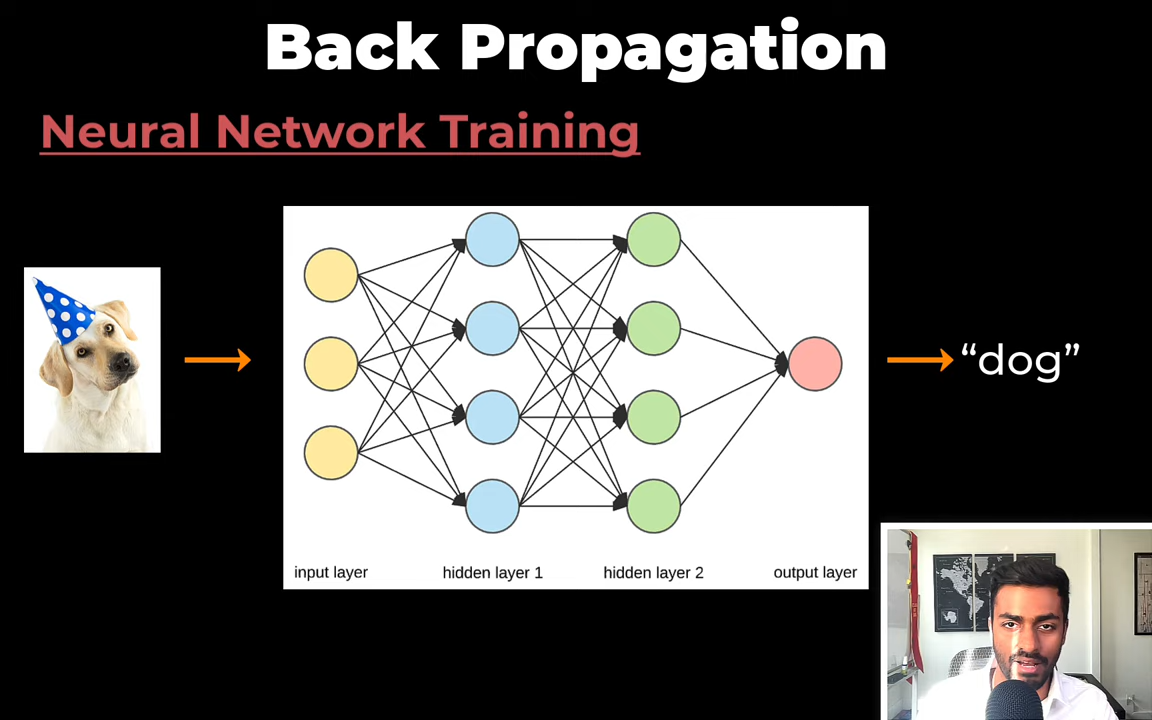 Back Propagation
Neural Network Training
“dog”
input layer
hidden layer 1
hidden layer 2
output layer